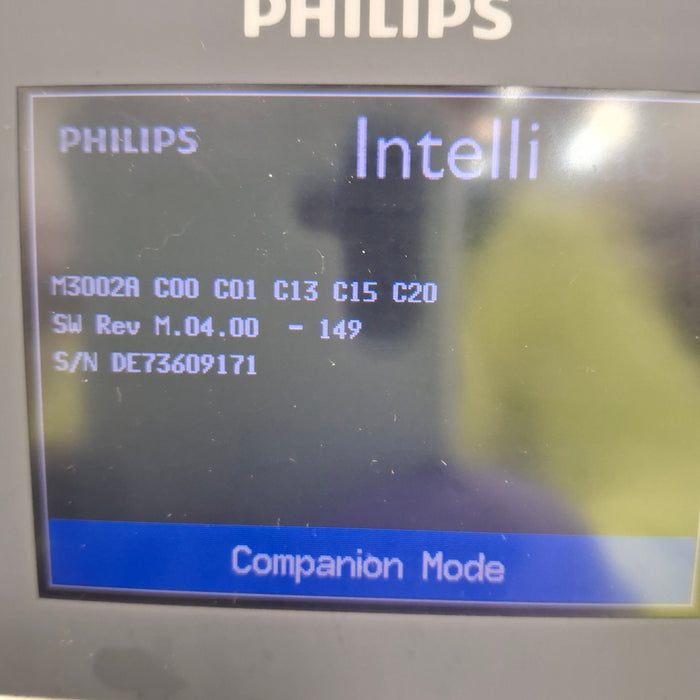 PHILIPS
PHILIPS
Intelli
M3002A C00 C01 C13 C15 C20
SW Rev M.04.00 - 149
S/N DE73609171
Companion Mode